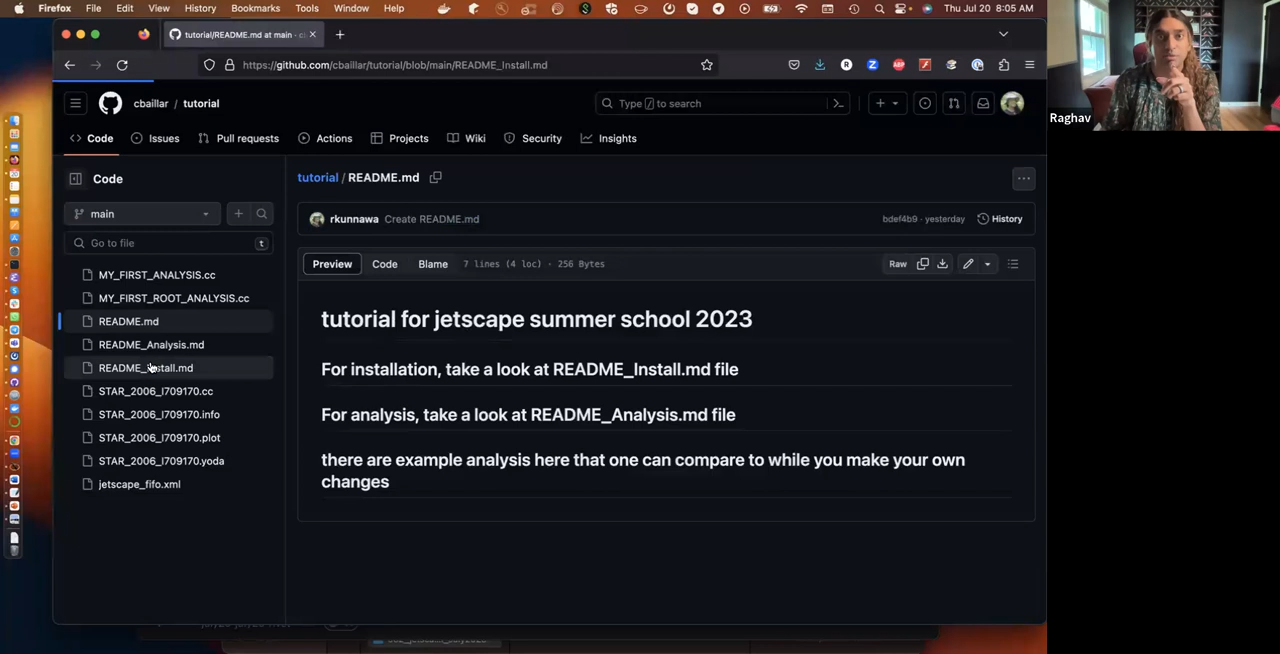 Firefox File Edit View History Bookmarks Tools Window Help Thu Jul 20 8:05 AM
tutorial/README.md at main · c
https://github.com/cbaillar/tutorial/blob/main/README_Install.md
cbaillar / tutorial
Type / to search
Code Issues Pull requests Actions Projects Wiki Security Insights
Code
main
Go to file t
MY_FIRST_ANALYSIS.cc
MY_FIRST_ROOT_ANALYSIS.cc
README.md
README_Analysis.md
README_Install.md
STAR_2006_I709170.cc
STAR_2006_I709170.info
STAR_2006_I709170.plot
STAR_2006_I709170.yoda
jetscape_fifo.xml
tutorial / README.md
rkunnawa Create README.md bdef4b9 · yesterday History
Preview Code Blame 7 lines (4 loc) · 256 Bytes Raw
tutorial for jetscape summer school 2023
For installation, take a look at README_Install.md file
For analysis, take a look at README_Analysis.md file
there are example analysis here that one can compare to while you make your own
changes
Raghav